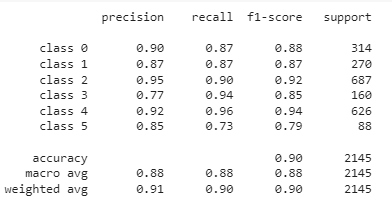 precision recall f1-score support
class 0 0.90 0.87 0.88 314
class 1 0.87 0.87 0.87 270
class 2 0.95 0.90 0.92 687
class 3 0.77 0.94 0.85 160
class 4 0.92 0.96 0.94 626
class 5 0.85 0.73 0.79 88
accuracy 0.90 2145
macro avg 0.88 0.88 0.88 2145
weighted avg 0.91 0.90 0.90 2145